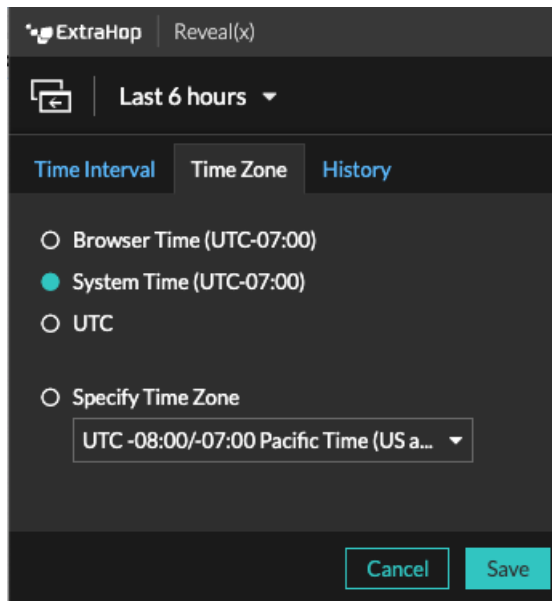 ExtraHop Reveal(x)
Last 6 hours
Time Interval Time Zone History
Browser Time (UTC-07:00)
System Time (UTC-07:00)
UTC
Specify Time Zone
UTC -08:00/-07:00 Pacific Time (US a...
Cancel Save